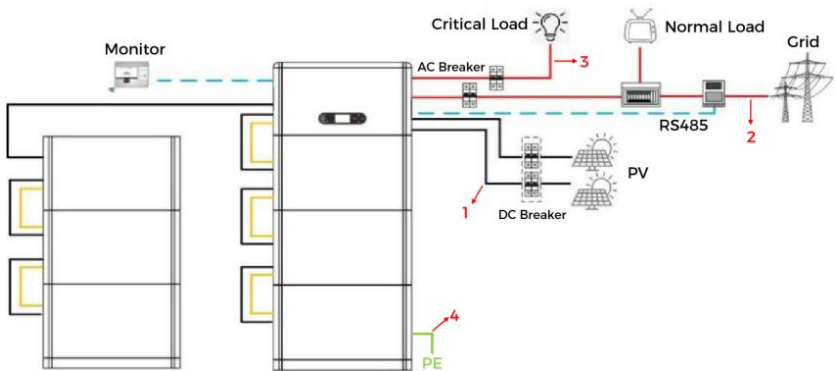 Critical Load
Normal Load
Grid
Monitor
AC Breaker
3
RS485
2
PV
1
DC Breaker
4
PE